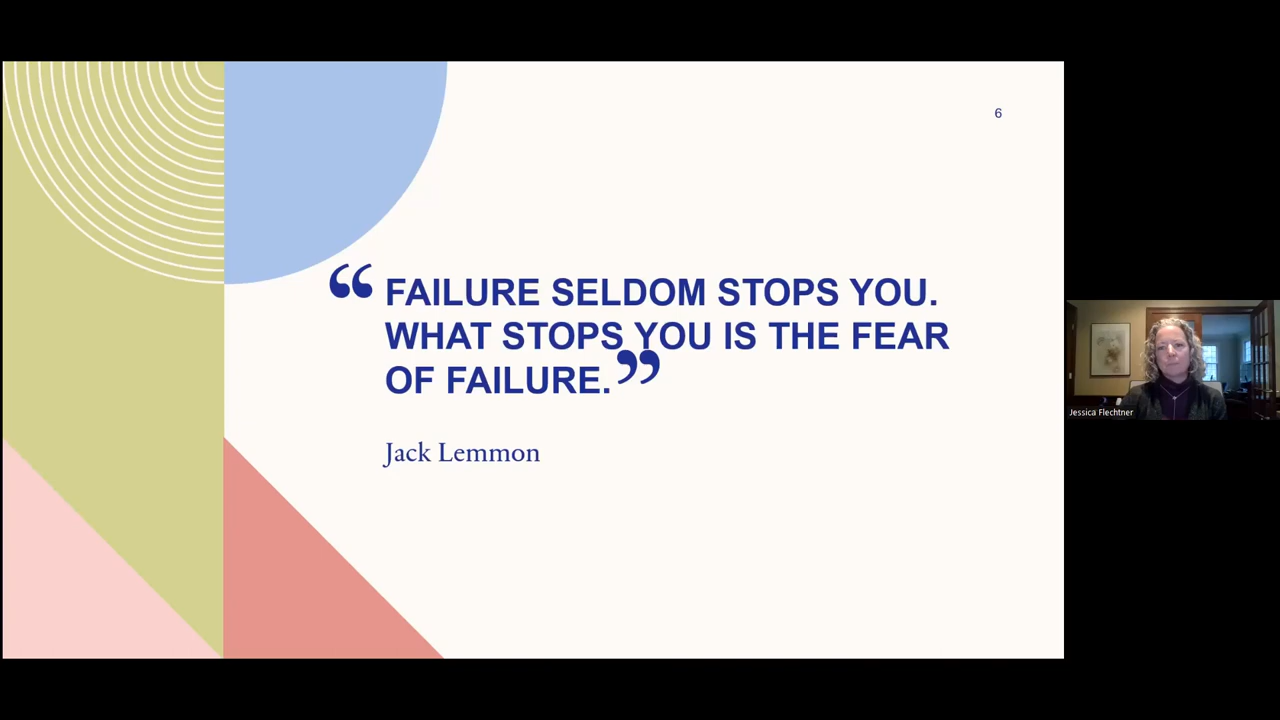 6
“FAILURE SELDOM STOPS YOU.
WHAT STOPS YOU IS THE FEAR
OF FAILURE.”
Jack Lemmon
Jessica Flechtner